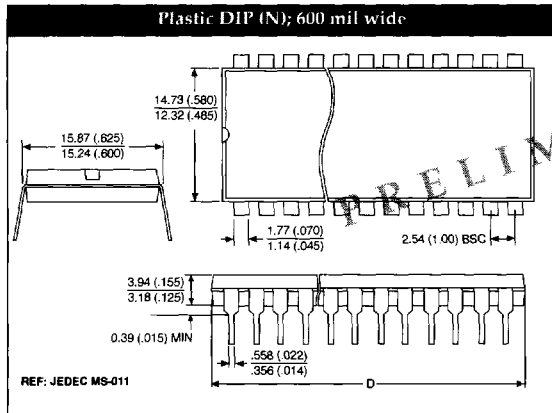 Plastic DIP (N); 600 mil wide
14.73 (.580)
12.32 (.485)
15.87 (.625)
15.24 (.600)
PRELIM
1.77 (.070)
1.14 (.045)
2.54 (1.00) BSC
3.94 (.155)
3.18 (.125)
0.39 (.015) MIN
.558 (.022)
.356 (.014)
D
REF: JEDEC MS-011